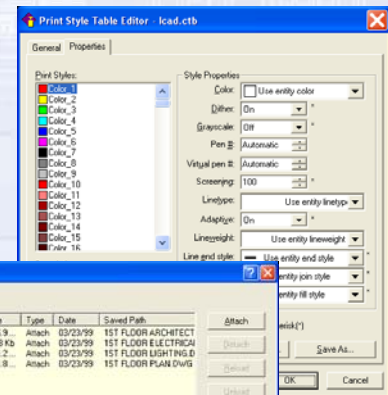 Print Style Table Editor - Icad.ctb
General Properties
Print Styles:
Color_1
Color_2
Color_3
Color_4
Color_5
Color_6
Color_7
Color_8
Color_9
Color_10
Color_11
Color_12
Color_13
Color_14
Color_15
Color_16
Style Properties
Color: Use entity color
Dither: On *
Grayscale: Off *
Pen #: Automatic
Virtual pen #: Automatic
Screening: 100 *
Linetype: Use entity linetyp
Adaptive: On *
Lineweight: Use entity lineweight
Line end style: Use entity end style
entity join style
entity fill style
Save As...
OK Cancel
Type Date Saved Path
Attach 03/23/99 1ST FLOOR ARCHITECT
Kb Attach 03/23/99 1ST FLOOR ELECTRICAL
Attach 03/23/99 1ST FLOOR LIGHTING.D
Attach 03/23/99 1ST FLOOR PLAN.DWG
Attach
Detach
Reload
Unload